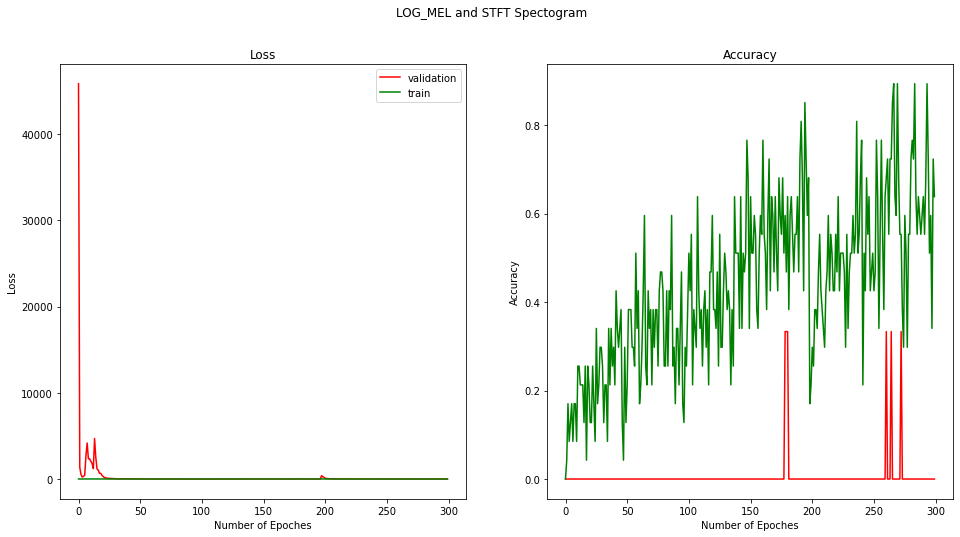 LOG_MEL and STFT Spectogram
Loss
validation
train
40000
30000
20000
10000
0
Loss
0 50 100 150 200 250 300
Number of Epoches
Accuracy
0.8
0.6
0.4
0.2
0.0
Accuracy
0 50 100 150 200 250 300
Number of Epoches